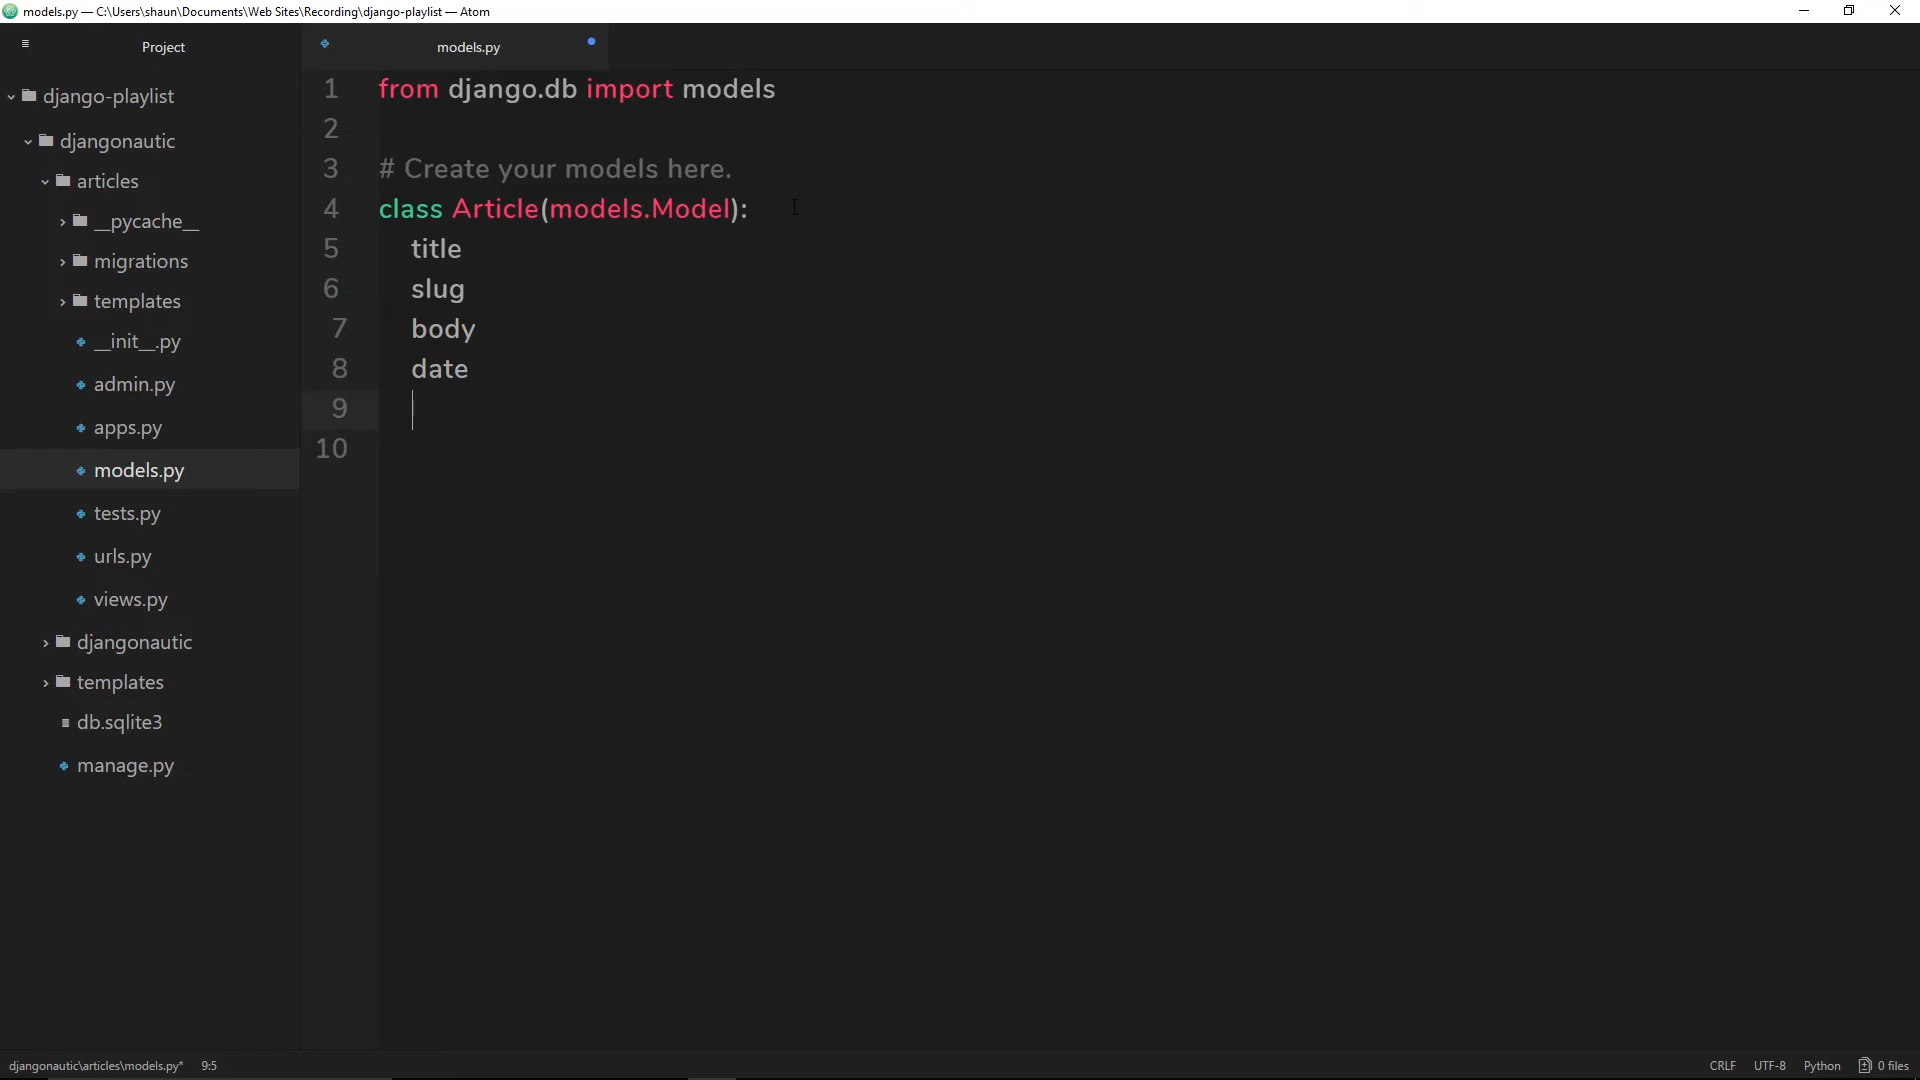 models.py — C:\Users\shaun\Documents\Web Sites\Recording\django-playlist — Atom
Project
models.py
django-playlist
djangonautic
articles
__pycache__
migrations
templates
__init__.py
admin.py
apps.py
models.py
tests.py
urls.py
views.py
djangonautic
templates
db.sqlite3
manage.py
1 from django.db import models
2
3 # Create your models here.
4 class Article(models.Model):
5 title
6 slug
7 body
8 date
9
10
djangonautic\articles\models.py* 9:5
CRLF UTF-8 Python 0 files